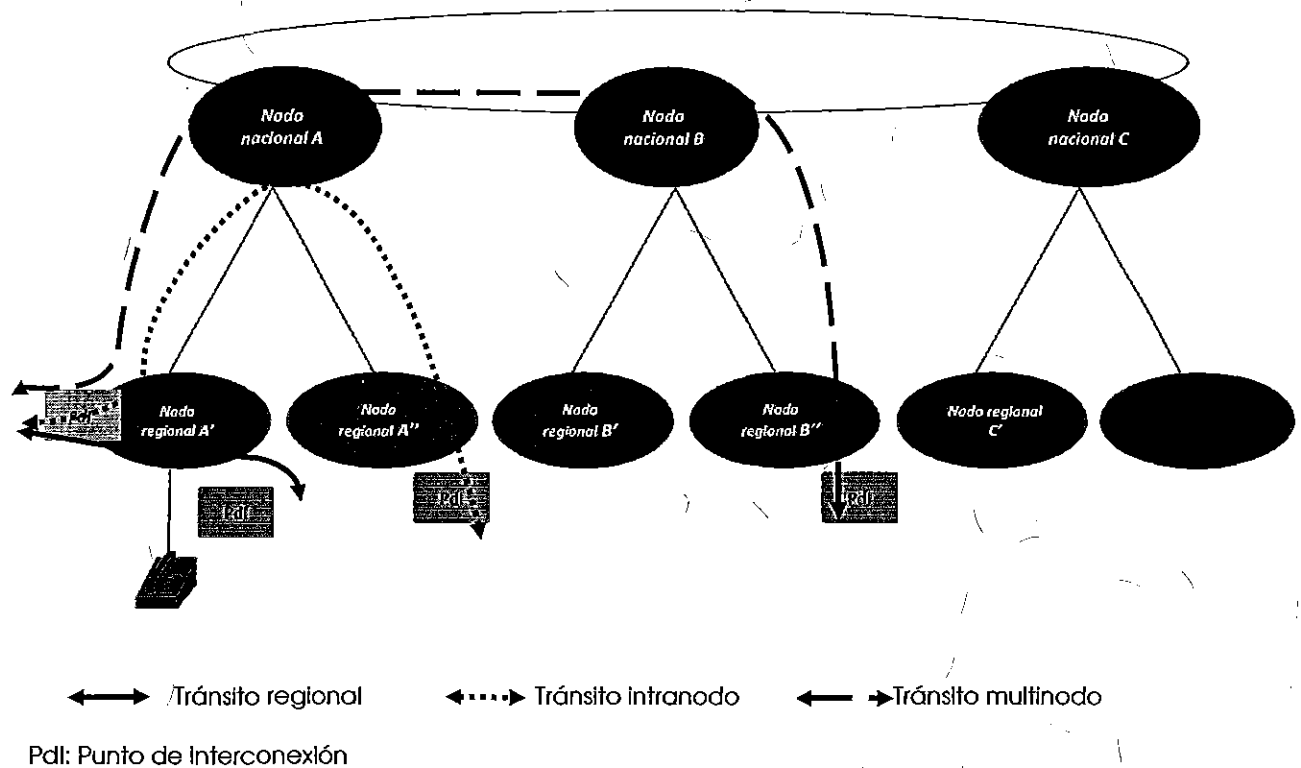 Nodo
nacional A
Nodo
nacional B
Nodo
nacional C
PdI
Nodo
regional A'
Nodo
regional A''
Nodo
regional B'
Nodo
regional B''
Nodo regional
C'
PdI
PdI
PdI
Tránsito regional
Tránsito intranodo
Tránsito multinodo
PdI: Punto de Interconexión